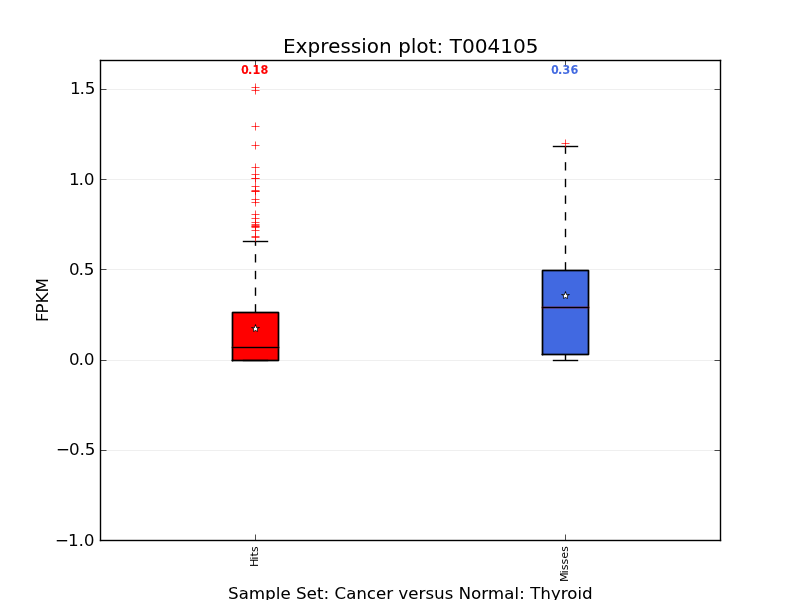 Expression plot: T004105
0.18
0.36
1.5
1.0
0.5
0.0
−0.5
−1.0
FPKM
Hits
Misses
Sample Set: Cancer versus Normal: Thyroid